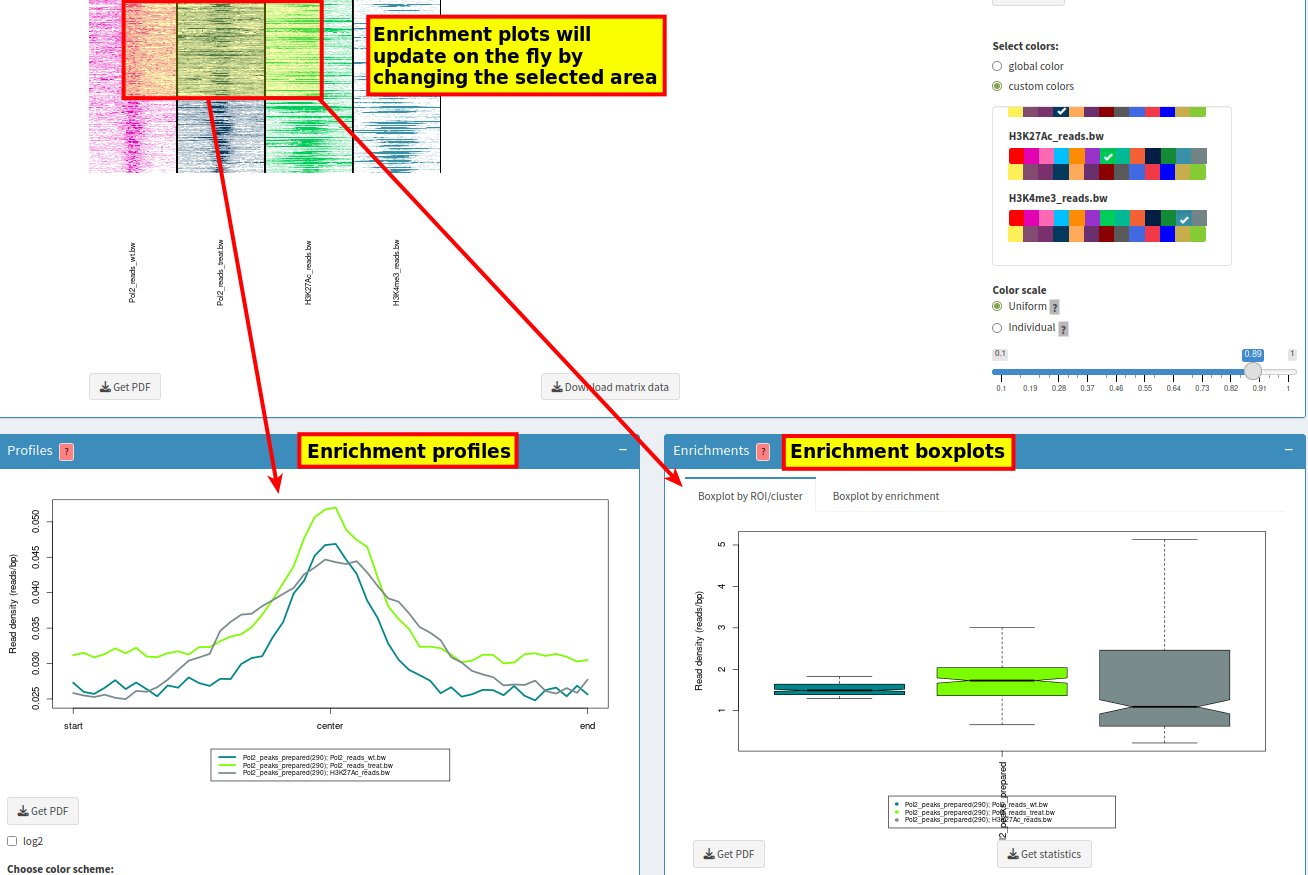 Enrichment plots will
update on the fly by
changing the selected area
Select colors:
global color
custom colors
H3K27Ac_reads.bw
H3K4me3_reads.bw
Pol2_reads_wt.bw
Pol2_reads_treat.bw
H3K27Ac_reads.bw
H3K4me3_reads.bw
Color scale
Uniform ?
Individual ?
0.1 0.89 1
0.1 0.19 0.28 0.37 0.46 0.55 0.64 0.73 0.82 0.91 1
Get PDF
Download matrix data
Profiles ?
Enrichment profiles
−
Read density (reads/bp)
0.050
0.045
0.040
0.035
0.030
0.025
start center end
Pol2_peaks_prepared(290); Pol2_reads_wt.bw
Pol2_peaks_prepared(290); Pol2_reads_treat.bw
Pol2_peaks_prepared(290); H3K27Ac_reads.bw
Get PDF
log2
Choose color scheme:
Enrichments ?
Enrichment boxplots
−
Boxplot by ROI/cluster
Boxplot by enrichment
Read density (reads/bp)
5
4
3
2
1
l2_peaks_prepared
Pol2_peaks_prepared(290); Pol2_reads_wt.bw
Pol2_peaks_prepared(290); Pol2_reads_treat.bw
Pol2_peaks_prepared(290); H3K27Ac_reads.bw
Get PDF
Get statistics